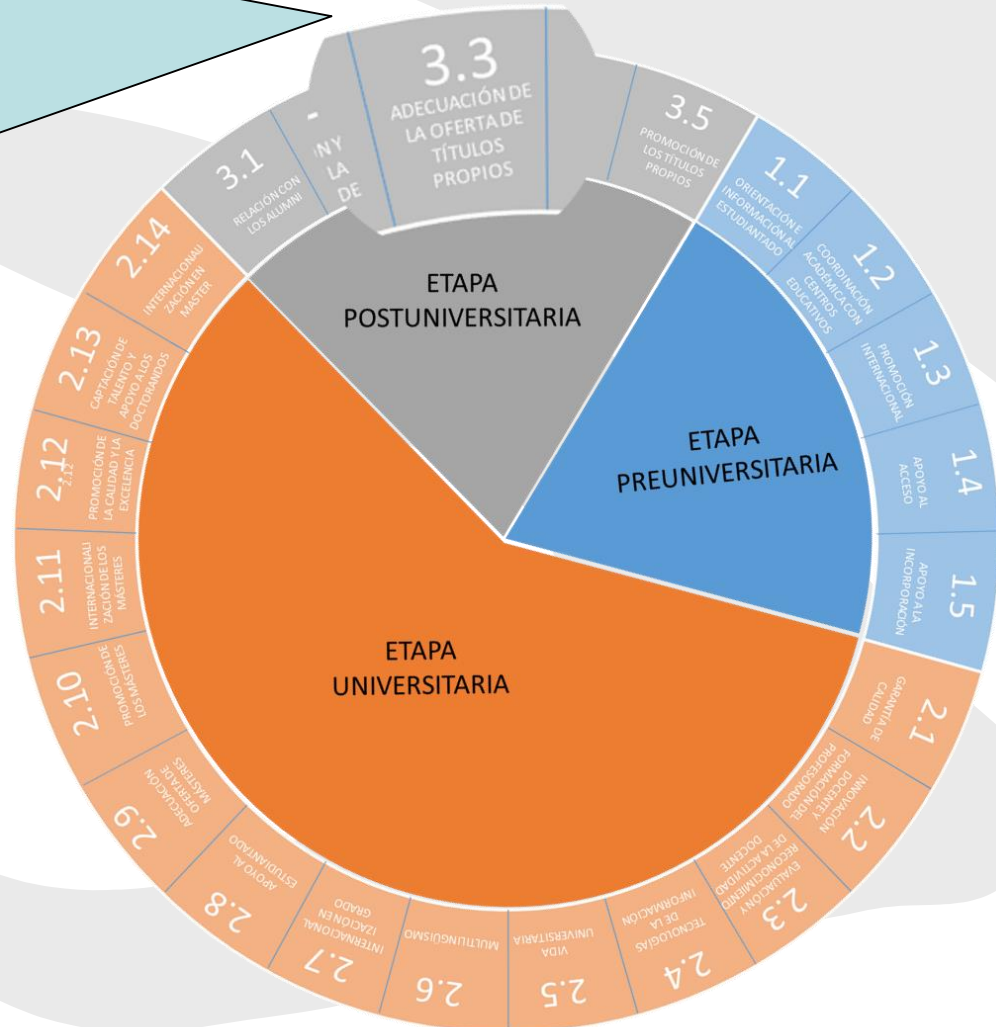 ETAPA
POSTUNIVERSITARIA
ETAPA
PREUNIVERSITARIA
ETAPA
UNIVERSITARIA
1.1
ORIENTACIÓN E
INFORMACIÓN AL
ESTUDIANTADO
1.2
COORDINACIÓN
ACADÉMICA CON
CENTROS
EDUCATIVOS
1.3
PROMOCIÓN
INTERNACIONAL
1.4
APOYO AL
ACCESO
1.5
APOYO A LA
INCORPORACIÓN
2.1
GARANTÍA DE
CALIDAD
2.2
INNOVACIÓN
DOCENTE Y
FORMACIÓN DEL
PROFESORADO
2.3
EVALUACIÓN Y
RECONOCIMIENTO
DE LA ACTIVIDAD
DOCENTE
2.4
TECNOLOGÍAS
DE LA
INFORMACIÓN
2.5
VIDA
UNIVERSITARIA
2.6
MULTILINGÜISMO
2.7
INTERNACIONAL
IZACIÓN EN
GRADO
2.8
APOYO AL
ESTUDIANTADO
2.9
ADECUACIÓN
OFERTA DE
MÁSTERES
2.10
PROMOCIÓN DE
LOS MÁSTERES
2.11
INTERNACIONALI
ZACIÓN DE LOS
MÁSTERES
2.12
2.12
PROMOCIÓN DE
LA CALIDAD Y LA
EXCELENCIA
2.13
CAPTACIÓN DE
TALENTO Y
APOYO A LOS
DOCTORANDOS
2.14
INTERNACIONALI
ZACIÓN EN
MASTER
3.1
RELACIÓN CON
LOS ALUMNI
N Y
LA
DE
3.3
ADECUACIÓN DE
LA OFERTA DE
TÍTULOS
PROPIOS
3.5
PROMOCIÓN DE
LOS TÍTULOS
PROPIOS